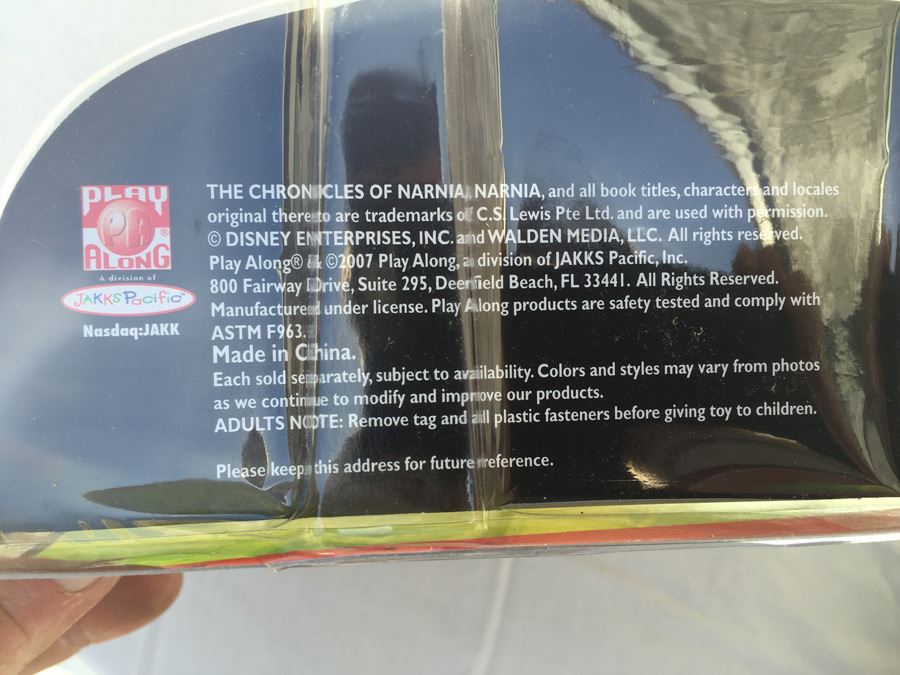 PLAY
PA
ALONG®
A division of
JAKKS Pacific™
Nasdaq:JAKK
THE CHRONICLES OF NARNIA, NARNIA, and all book titles, characters and locales
original thereto are trademarks of C.S. Lewis Pte Ltd. and are used with permission.
© DISNEY ENTERPRISES, INC. and WALDEN MEDIA, LLC. All rights reserved.
Play Along® & ©2007 Play Along, a division of JAKKS Pacific, Inc.
800 Fairway Drive, Suite 295, Deerfield Beach, FL 33441. All Rights Reserved.
Manufactured under license. Play Along products are safety tested and comply with
ASTM F963.
Made in China.
Each sold separately, subject to availability. Colors and styles may vary from photos
as we continue to modify and improve our products.
ADULTS NOTE: Remove tag and all plastic fasteners before giving toy to children.
Please keep this address for future reference.